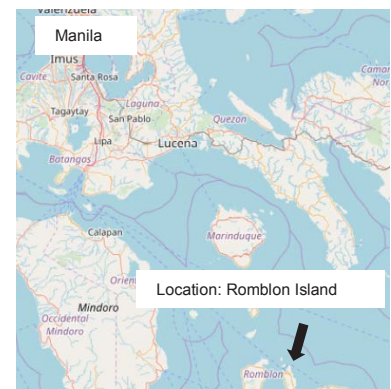 Valenzuela
Manila
Imus
Cavite
Santa Rosa
Laguna
Tagaytay
San Pablo
Quezon
Lipa
Lucena
Batangas
Calapan
Marinduque
Location: Romblon Island
Mindoro
Occidental
Mindoro
Romblon